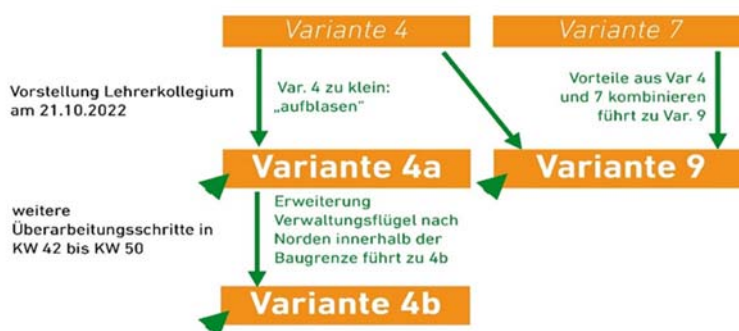 Variante 4
Variante 7
Vorstellung Lehrerkollegium
am 21.10.2022
Var. 4 zu klein:
„aufblasen“
Vorteile aus Var 4
und 7 kombinieren
führt zu Var. 9
Variante 4a
Variante 9
weitere
Überarbeitungsschritte in
KW 42 bis KW 50
Erweiterung
Verwaltungsflügel nach
Norden innerhalb der
Baugrenze führt zu 4b
Variante 4b